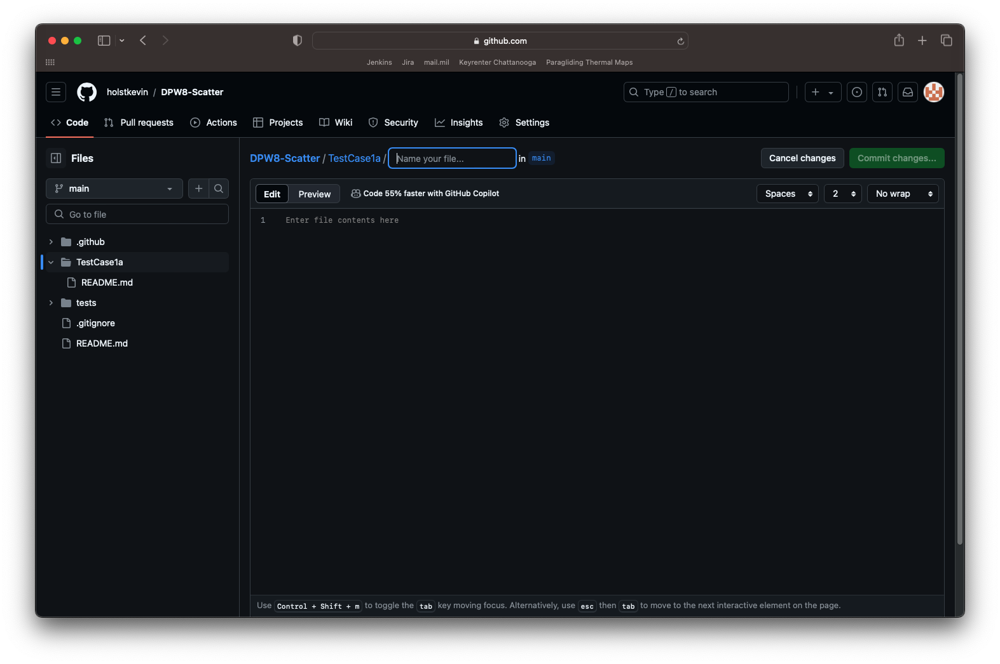 github.com
Jenkins Jira mail.mil Keyrenter Chattanooga Paragliding Thermal Maps
holstkevin / DPW8-Scatter
Type / to search
Code Pull requests Actions Projects Wiki Security Insights Settings
Files
DPW8-Scatter / TestCase1a / Name your file... in main
Cancel changes Commit changes...
main
Edit Preview Code 55% faster with GitHub Copilot
Spaces 2 No wrap
Go to file
1 Enter file contents here
.github
TestCase1a
README.md
tests
.gitignore
README.md
Use Control + Shift + m to toggle the tab key moving focus. Alternatively, use esc then tab to move to the next interactive element on the page.